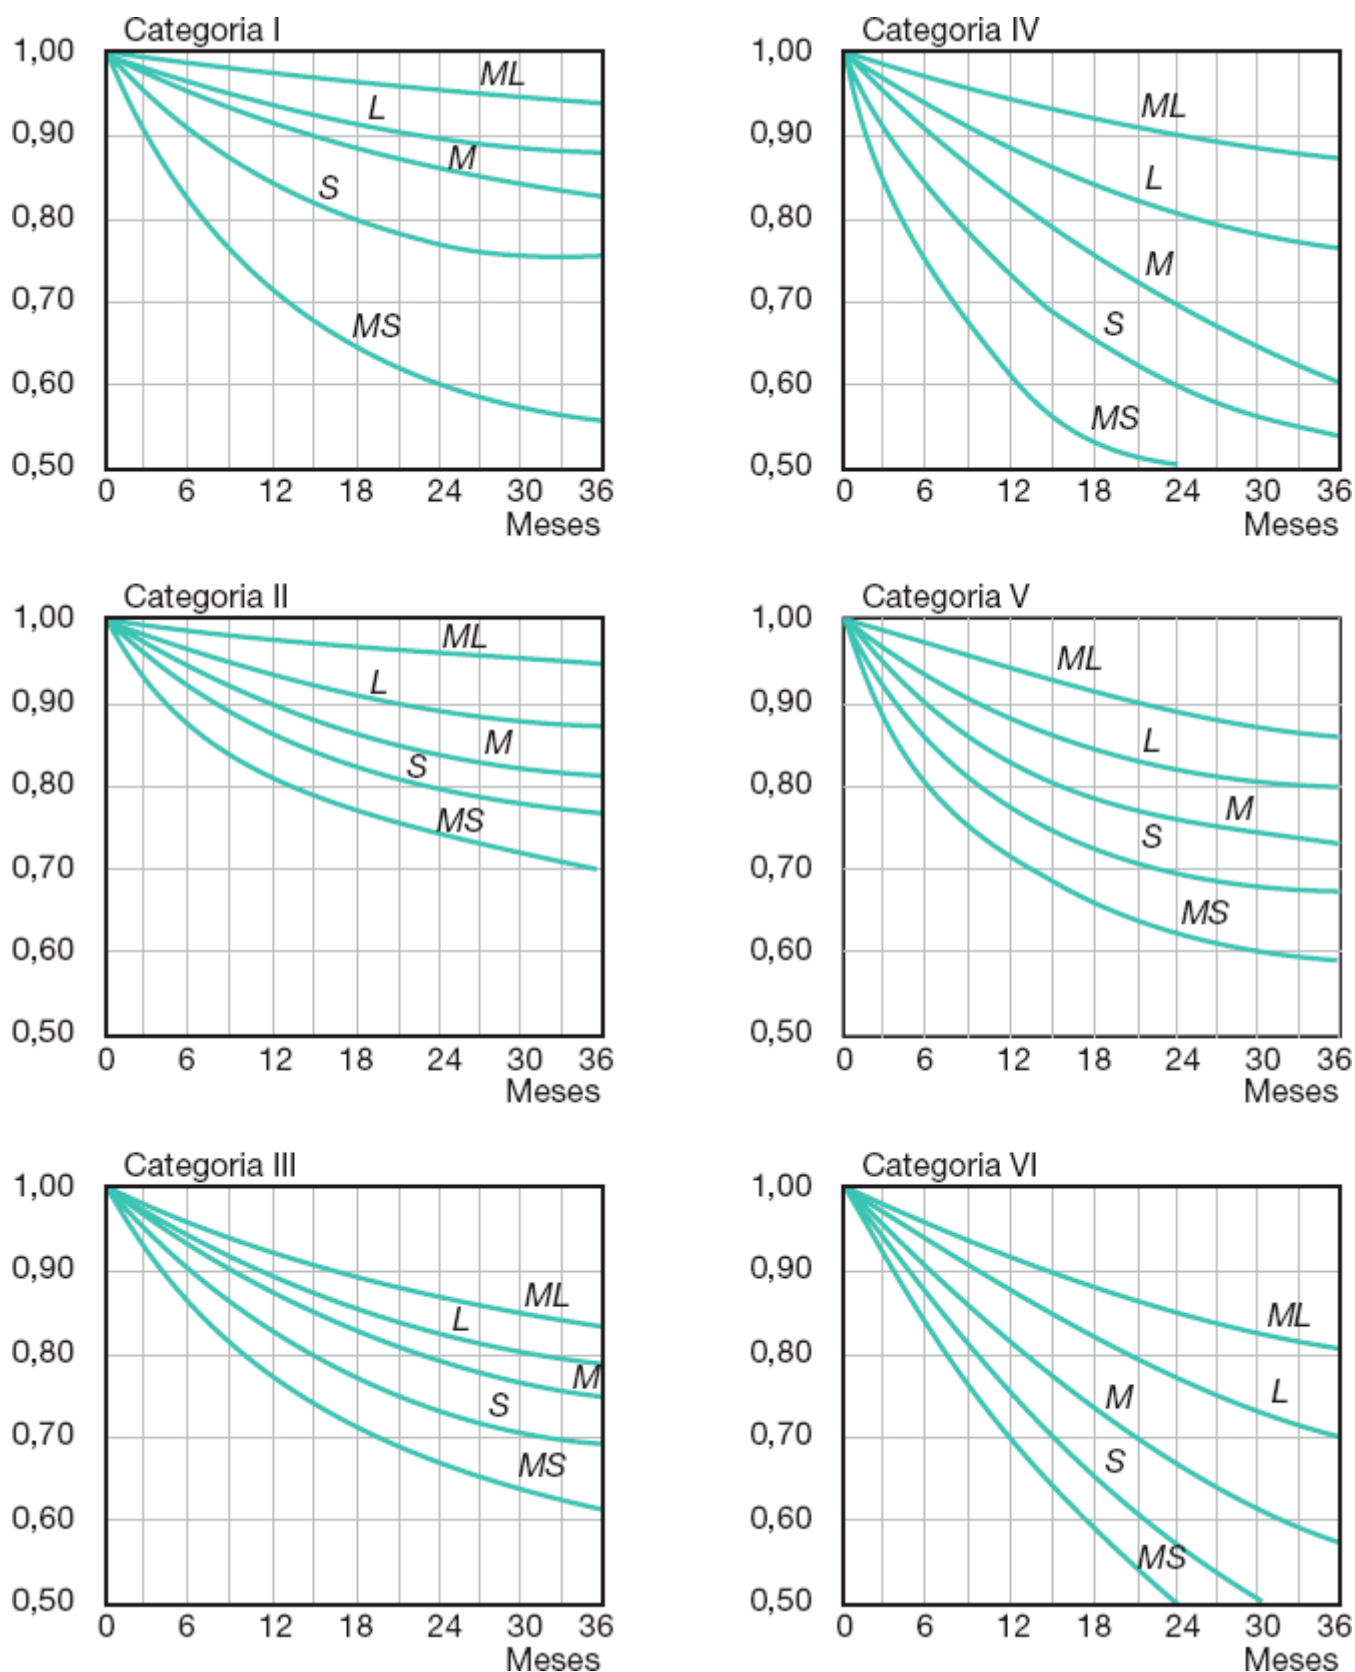 Categoria I
1,00
ML
L
0,90
M
S
0,80
0,70
MS
0,60
0,50
0 6 12 18 24 30 36
Meses
Categoria IV
1,00
ML
0,90
L
0,80
M
0,70
S
0,60
MS
0,50
0 6 12 18 24 30 36
Meses
Categoria II
1,00
ML
L
0,90
M
S
0,80
MS
0,70
0,60
0,50
0 6 12 18 24 30 36
Meses
Categoria V
1,00
ML
0,90
L
0,80
M
S
0,70
MS
0,60
0,50
0 6 12 18 24 30 36
Meses
Categoria III
1,00
0,90
ML
L
0,80
M
S
0,70
MS
0,60
0,50
0 6 12 18 24 30 36
Meses
Categoria VI
1,00
0,90
ML
0,80
L
M
0,70
S
0,60
MS
0,50
0 6 12 18 24 30 36
Meses